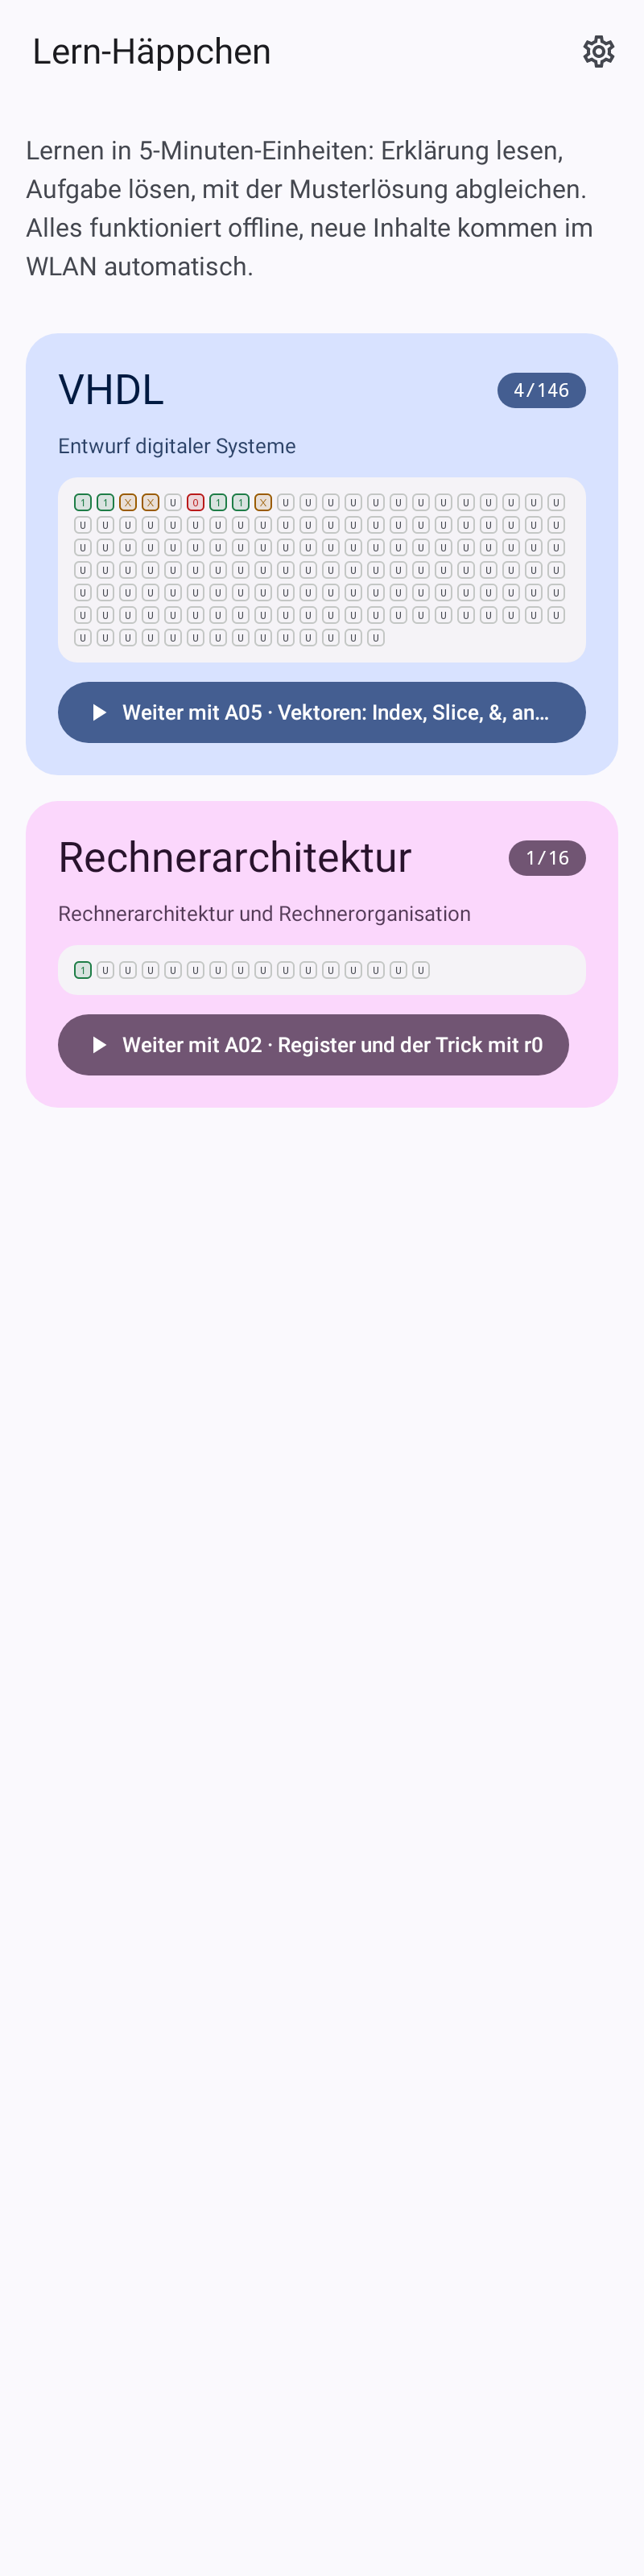 Lern-Häppchen
Lernen in 5-Minuten-Einheiten: Erklärung lesen,
Aufgabe lösen, mit der Musterlösung abgleichen.
Alles funktioniert offline, neue Inhalte kommen im
WLAN automatisch.
VHDL
4/146
Entwurf digitaler Systeme
1 1 X X U 0 1 1 X U U U U U U U U U U U U U
U U U U U U U U U U U U U U U U U U U U U U
U U U U U U U U U U U U U U U U U U U U U U
U U U U U U U U U U U U U U U U U U U U U U
U U U U U U U U U U U U U U U U U U U U U U
U U U U U U U U U U U U U U U U U U U U U U
U U U U U U U U U U U U U U
Weiter mit A05 · Vektoren: Index, Slice, &, an…
Rechnerarchitektur
1/16
Rechnerarchitektur und Rechnerorganisation
1 U U U U U U U U U U U U U U U
Weiter mit A02 · Register und der Trick mit r0